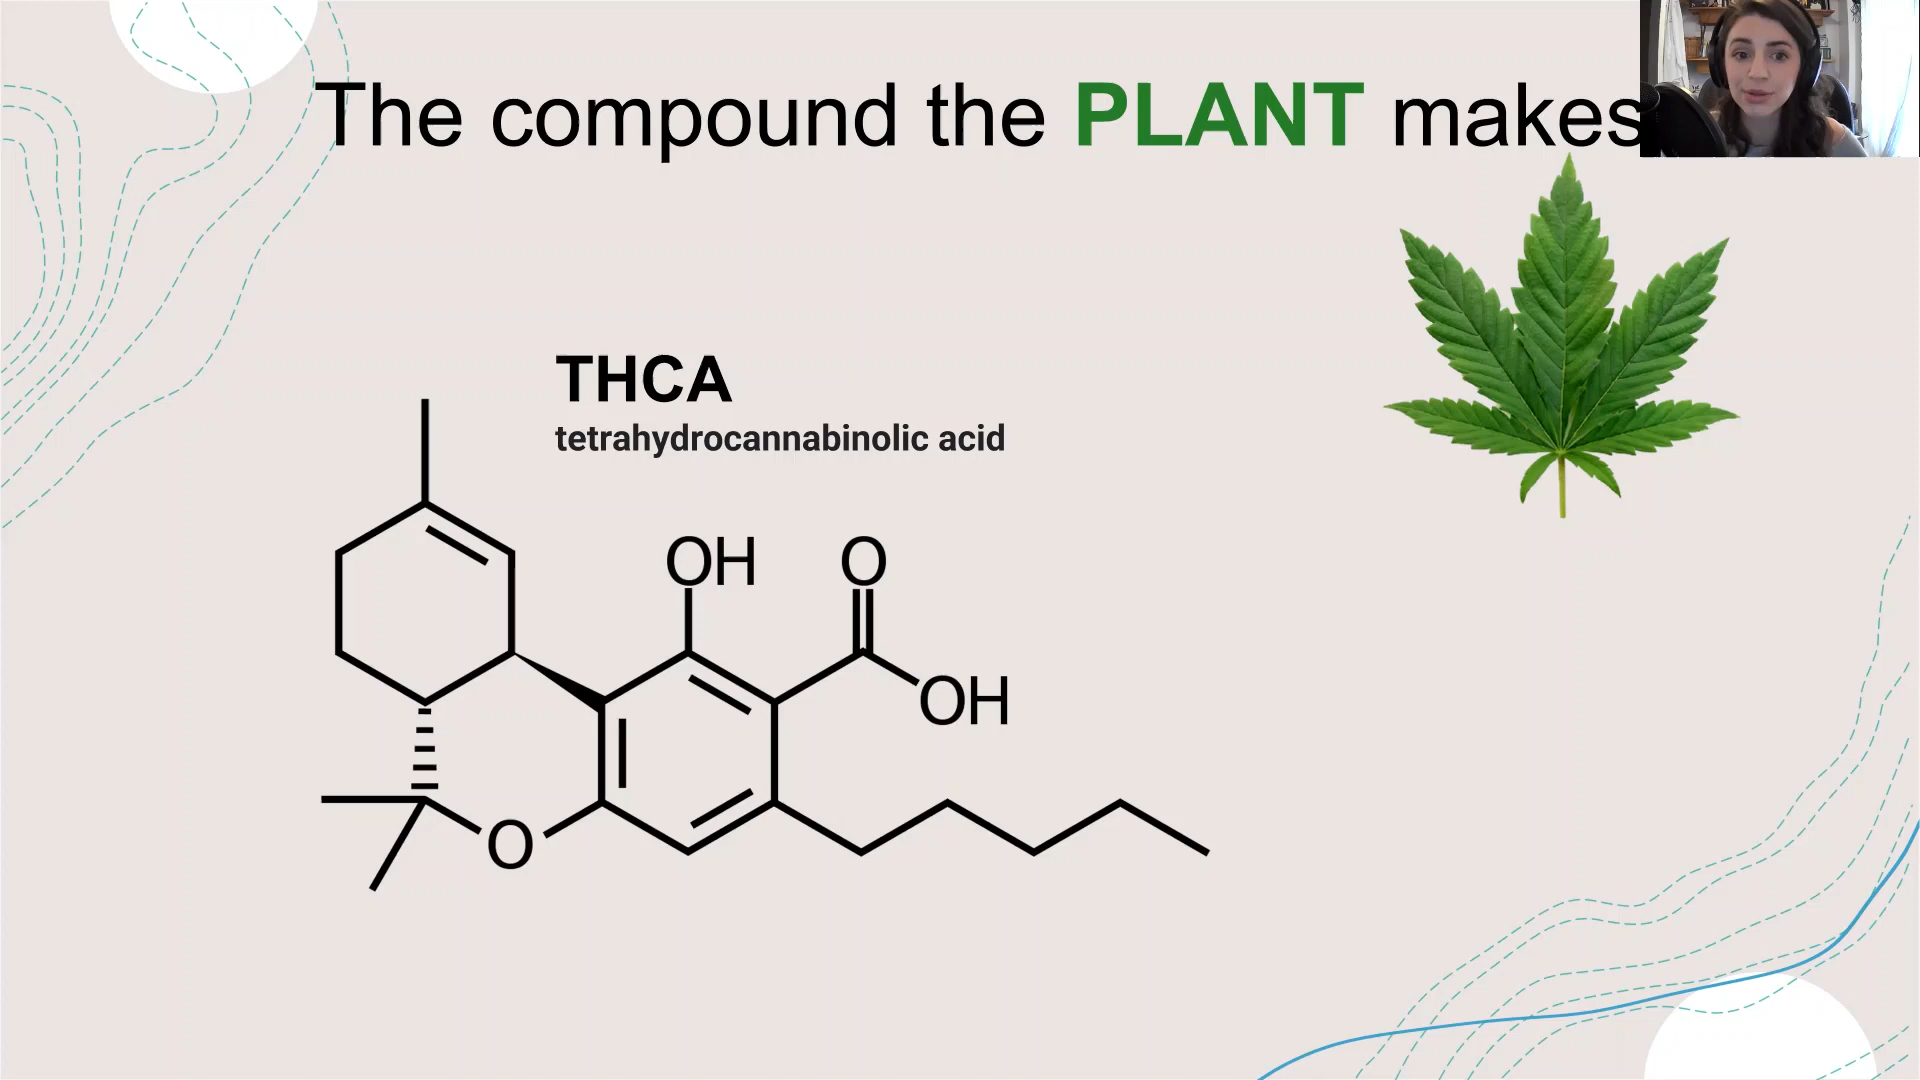 The compound the PLANT makes
THCA
tetrahydrocannabinolic acid
OH
O
OH
O